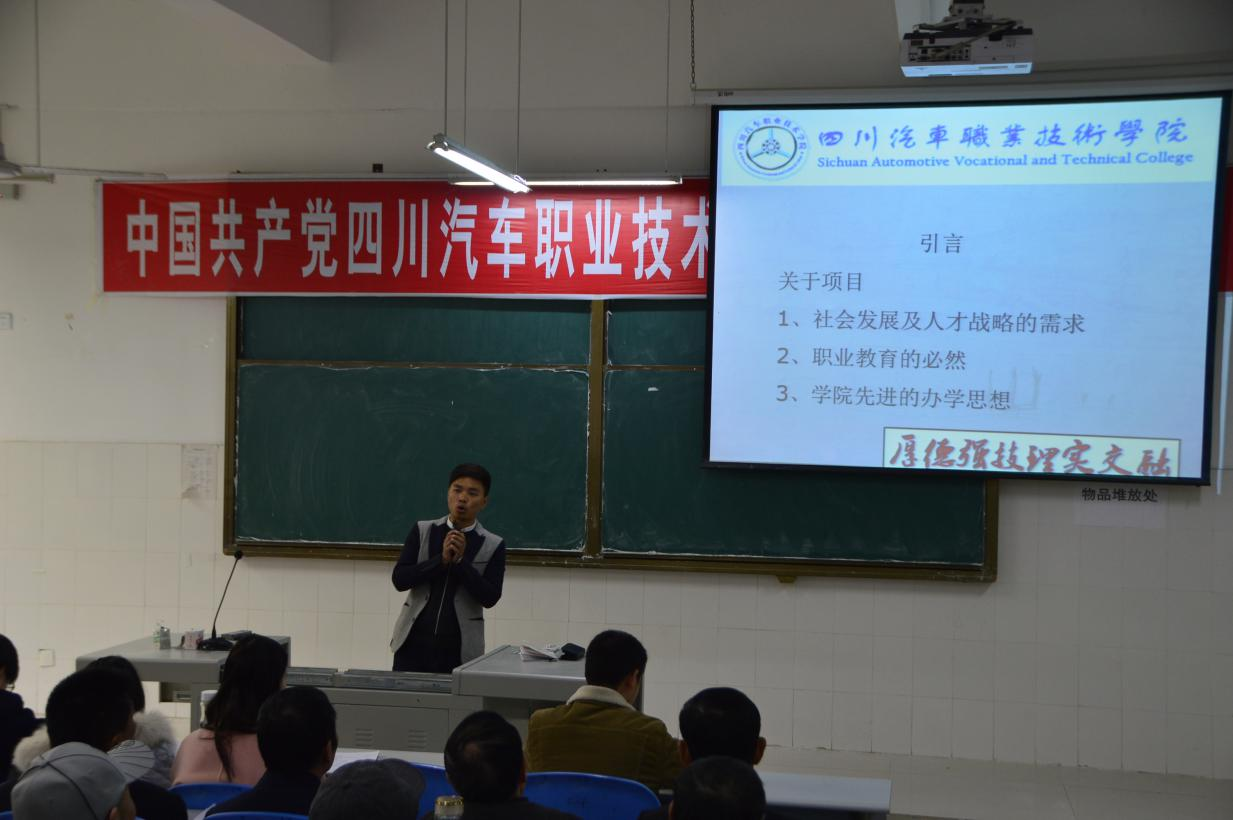 中国共产党四川汽车职业技术
四川汽車職業技術學院
Sichuan Automotive Vocational and Technical College
引言
关于项目
1、社会发展及人才战略的需求
2、职业教育的必然
3、学院先进的办学思想
厚德强技理实交融
物品堆放处